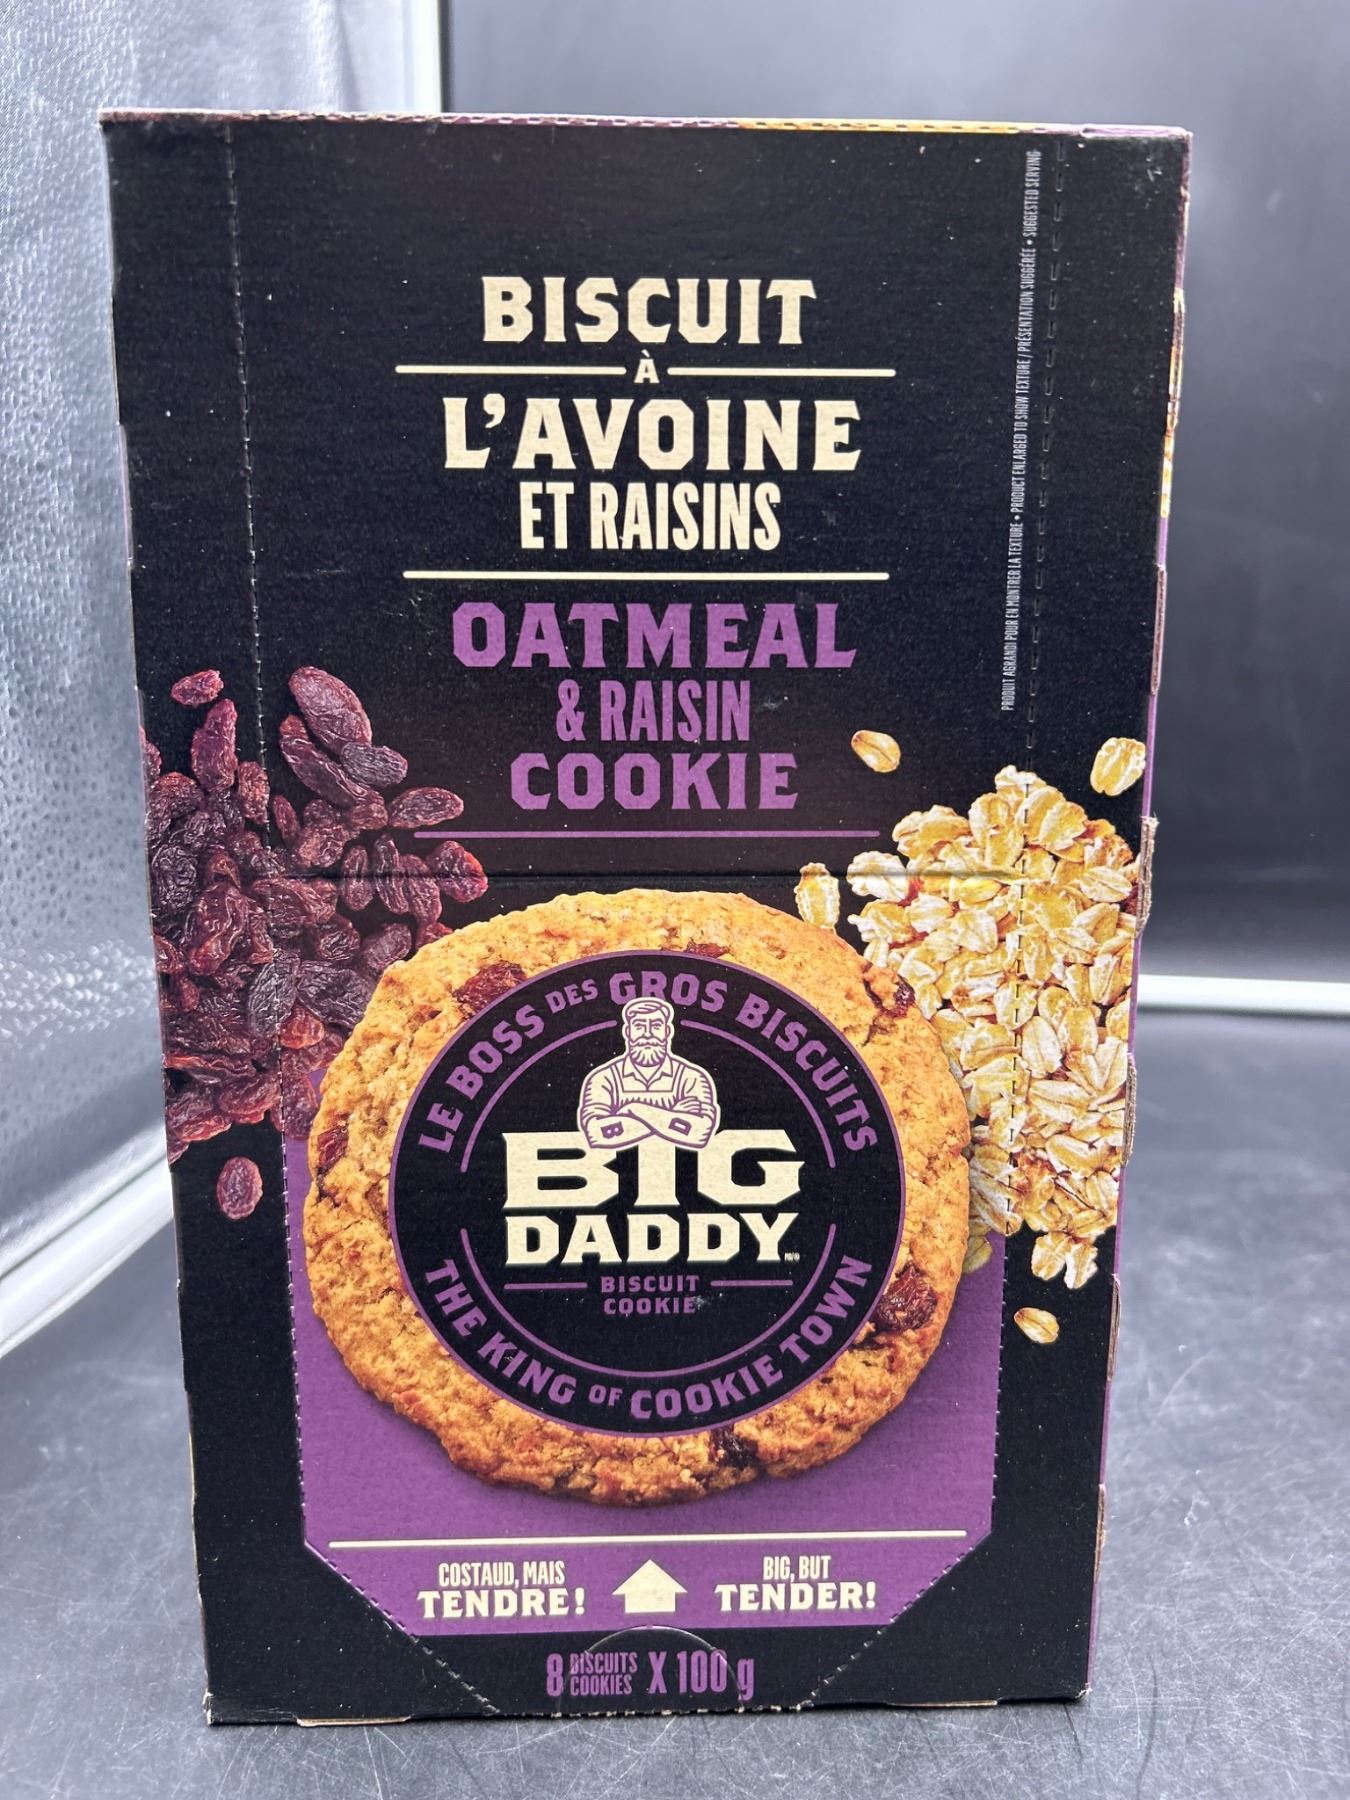 BISCUIT
À
L'AVOINE
ET RAISINS
OATMEAL
& RAISIN
COOKIE
PRODUIT AGRANDI POUR EN MONTRER LA TEXTURE • PRODUCT ENLARGED TO SHOW TEXTURE / PRÉSENTATION SUGGÉRÉE • SUGGESTED SERVING
LE BOSS DES GROS BISCUITS
B D
BIG
DADDY
BISCUIT
COOKIE
THE KING OF COOKIE TOWN
COSTAUD, MAIS
TENDRE!
BIG, BUT
TENDER!
8 BISCUITS COOKIES X 100 g